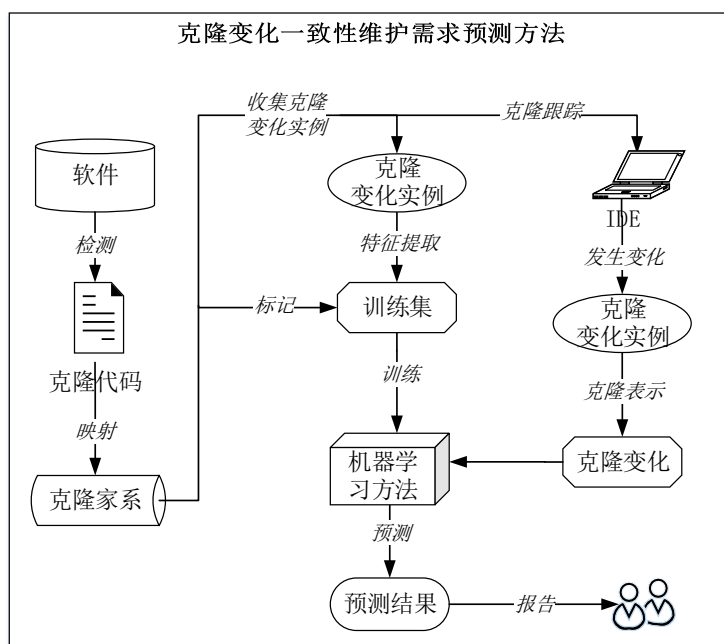 克隆变化一致性维护需求预测方法
收集克隆
变化实例
克隆跟踪
软件
克隆
变化实例
IDE
检测
特征提取
发生变化
标记
训练集
克隆
变化实例
克隆代码
训练
克隆表示
映射
机器学
习方法
克隆变化
克隆家系
预测
预测结果
报告